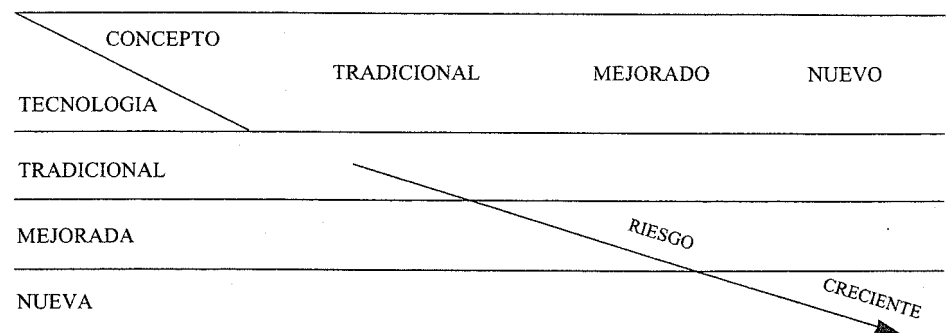 CONCEPTO
TRADICIONAL MEJORADO NUEVO
TECNOLOGIA
TRADICIONAL
MEJORADA
RIESGO
NUEVA
CRECIENTE